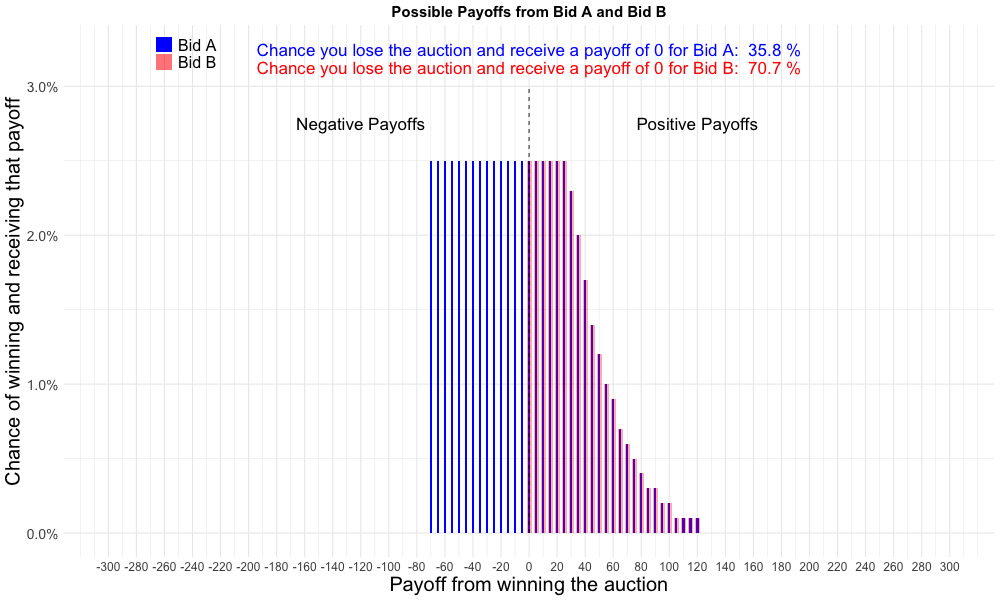 Possible Payoffs from Bid A and Bid B
Bid A
Bid B
Chance you lose the auction and receive a payoff of 0 for Bid A:  35.8 %
Chance you lose the auction and receive a payoff of 0 for Bid B:  70.7 %
Negative Payoffs
Positive Payoffs
Chance of winning and receiving that payoff
3.0%
2.0%
1.0%
0.0%
-300 -280 -260 -240 -220 -200 -180 -160 -140 -120 -100 -80 -60 -40 -20 0 20 40 60 80 100 120 140 160 180 200 220 240 260 280 300
Payoff from winning the auction